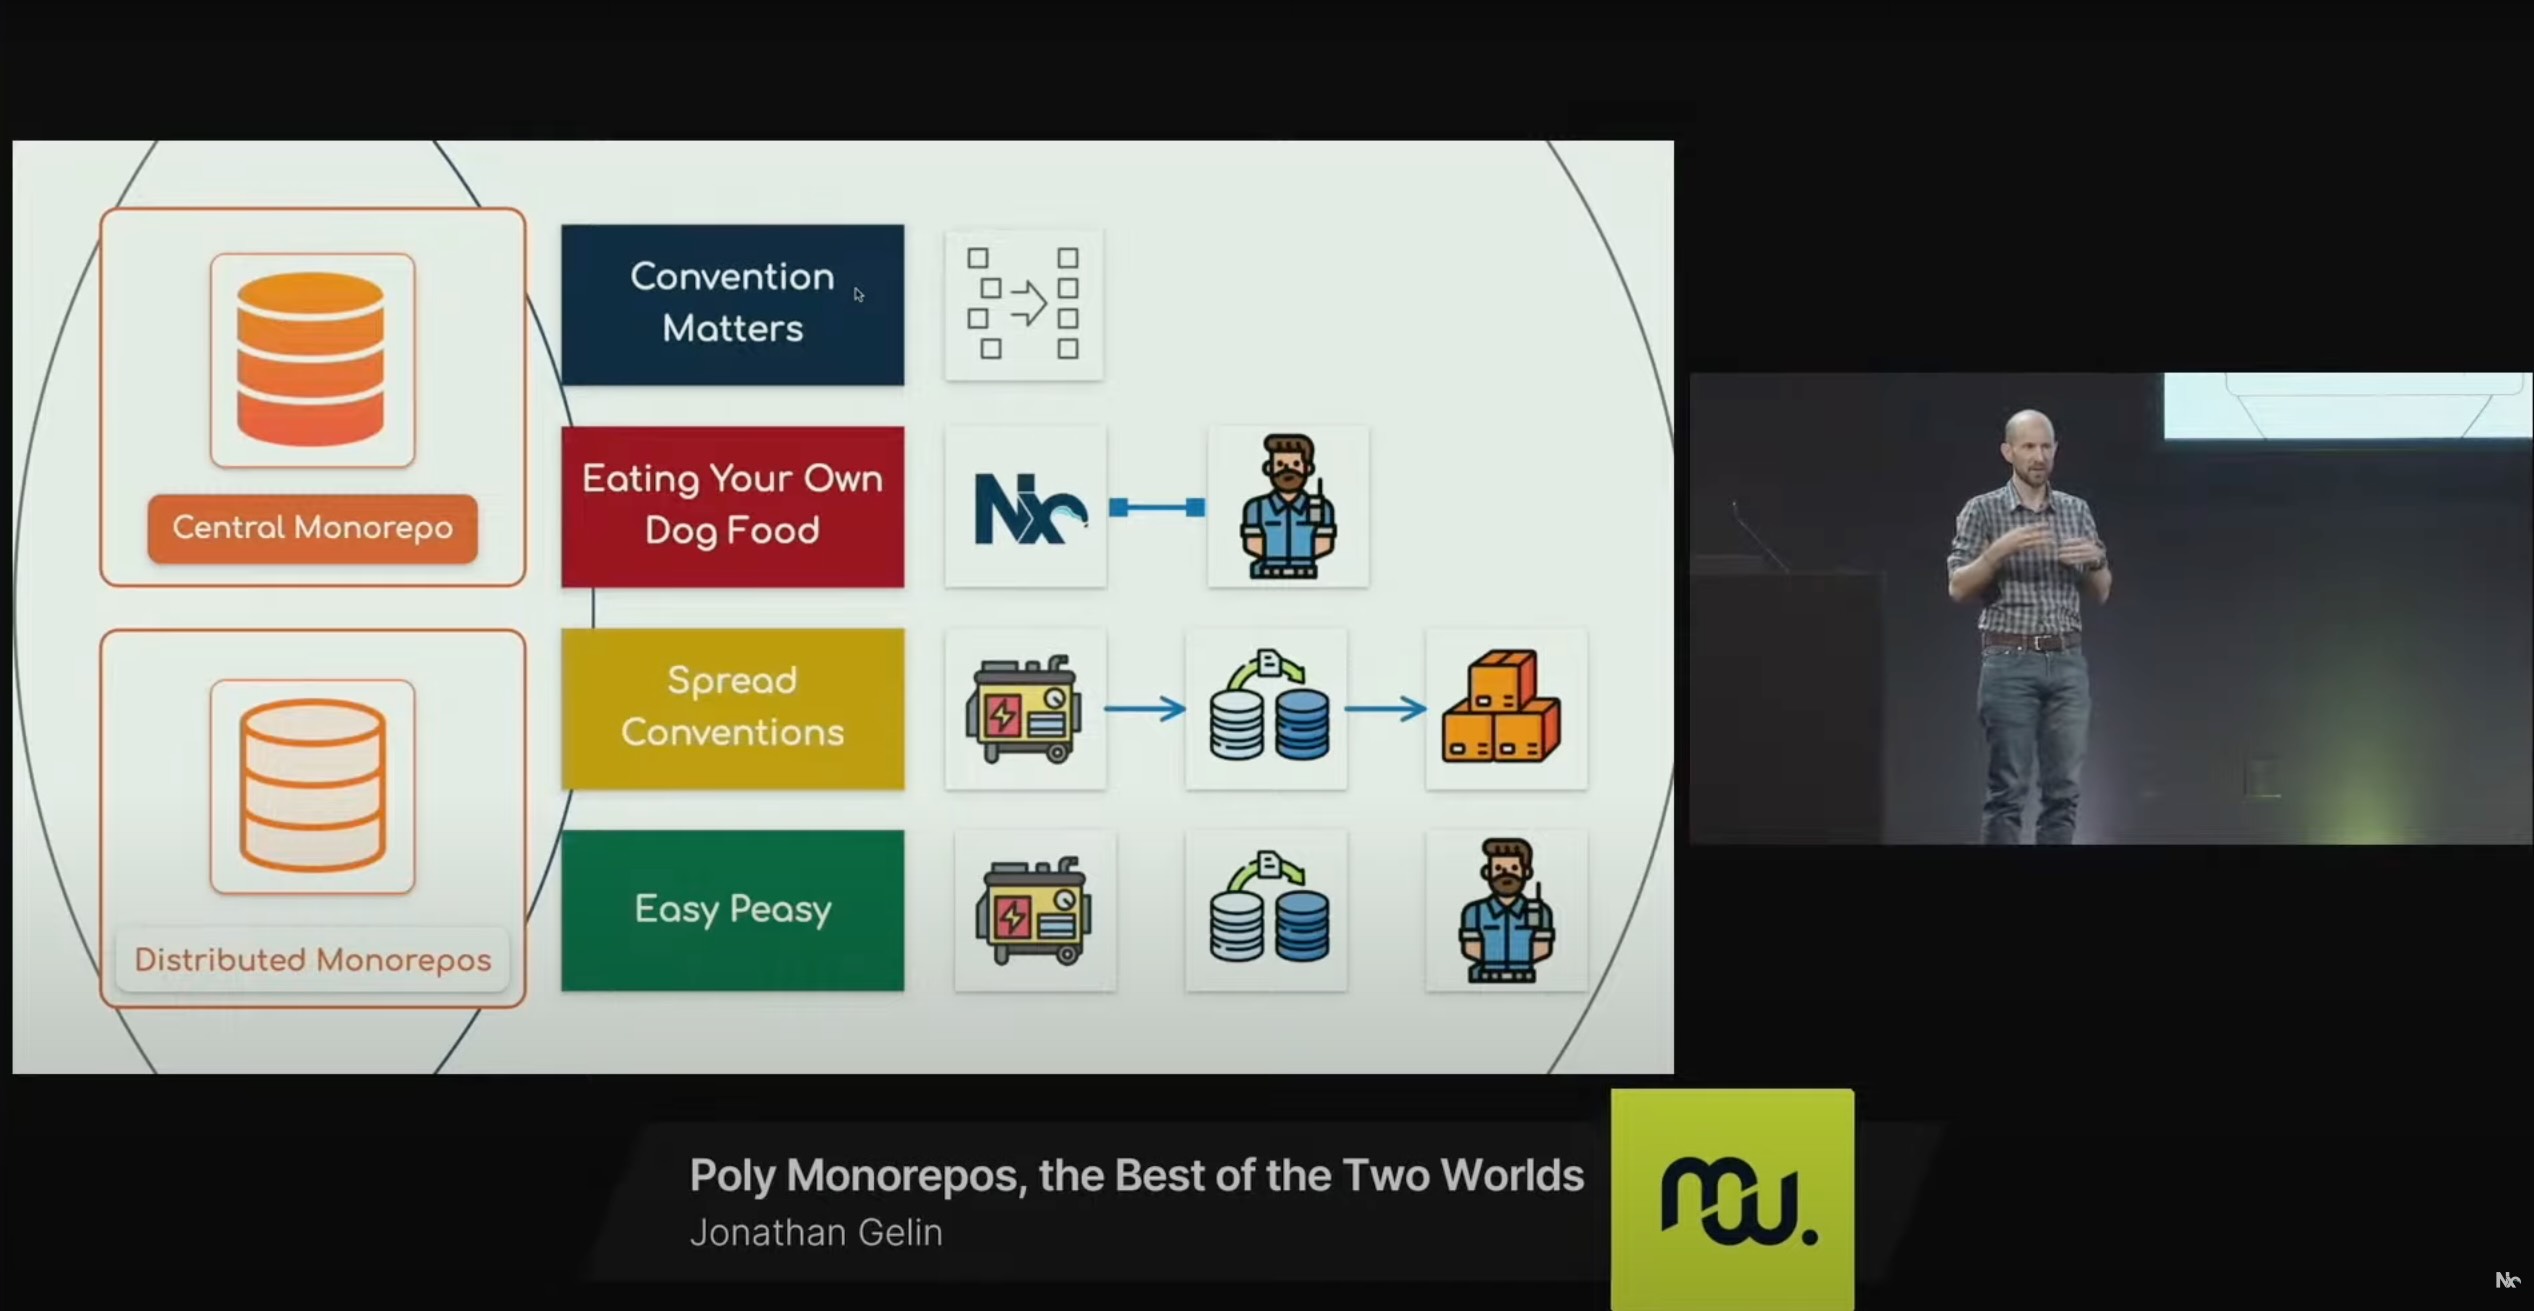 Central Monorepo
Distributed Monorepos
Convention
Matters
Eating Your Own
Dog Food
Nx
Spread
Conventions
Easy Peasy
Poly Monorepos, the Best of the Two Worlds
Jonathan Gelin
mw.
Nx